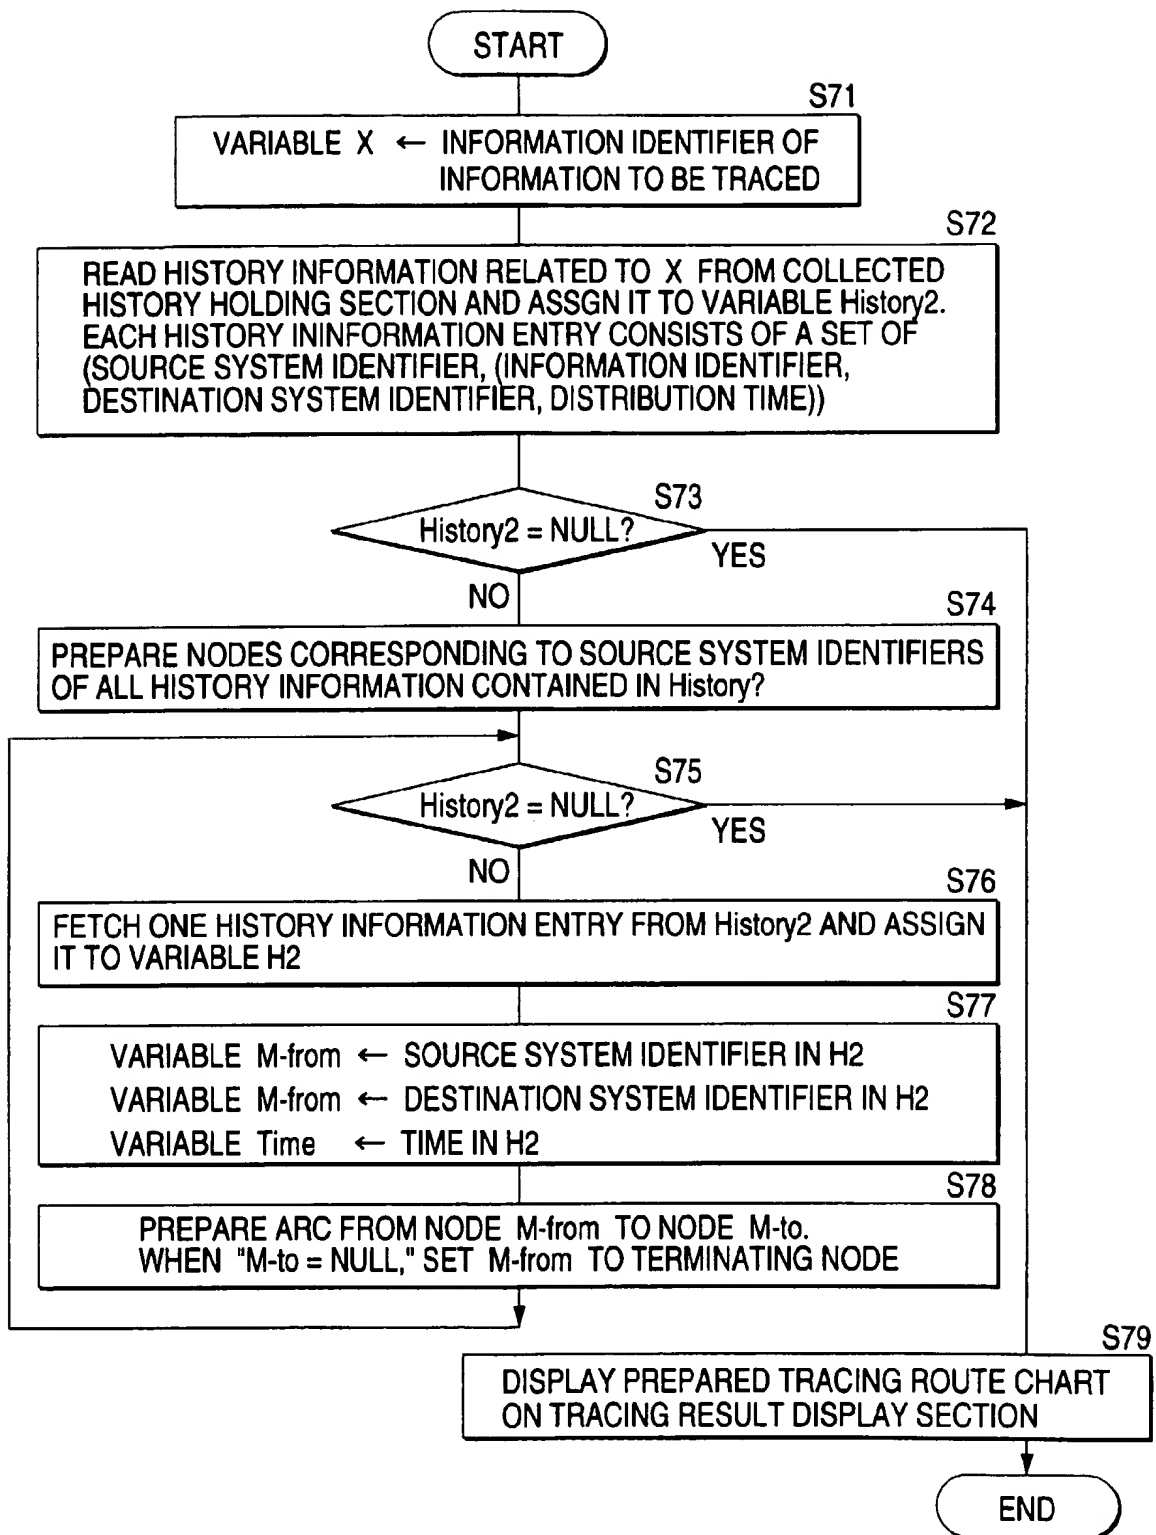 START
S71
VARIABLE X ← INFORMATION IDENTIFIER OF
INFORMATION TO BE TRACED
S72
READ HISTORY INFORMATION RELATED TO X FROM COLLECTED
HISTORY HOLDING SECTION AND ASSGN IT TO VARIABLE History2.
EACH HISTORY ININFORMATION ENTRY CONSISTS OF A SET OF
(SOURCE SYSTEM IDENTIFIER, (INFORMATION IDENTIFIER,
DESTINATION SYSTEM IDENTIFIER, DISTRIBUTION TIME))
S73
History2 = NULL?
YES
NO
S74
PREPARE NODES CORRESPONDING TO SOURCE SYSTEM IDENTIFIERS
OF ALL HISTORY INFORMATION CONTAINED IN History?
S75
History2 = NULL?
YES
NO
S76
FETCH ONE HISTORY INFORMATION ENTRY FROM History2 AND ASSIGN
IT TO VARIABLE H2
S77
VARIABLE M-from ← SOURCE SYSTEM IDENTIFIER IN H2
VARIABLE M-from ← DESTINATION SYSTEM IDENTIFIER IN H2
VARIABLE Time ← TIME IN H2
S78
PREPARE ARC FROM NODE M-from TO NODE M-to.
WHEN "M-to = NULL," SET M-from TO TERMINATING NODE
S79
DISPLAY PREPARED TRACING ROUTE CHART
ON TRACING RESULT DISPLAY SECTION
END